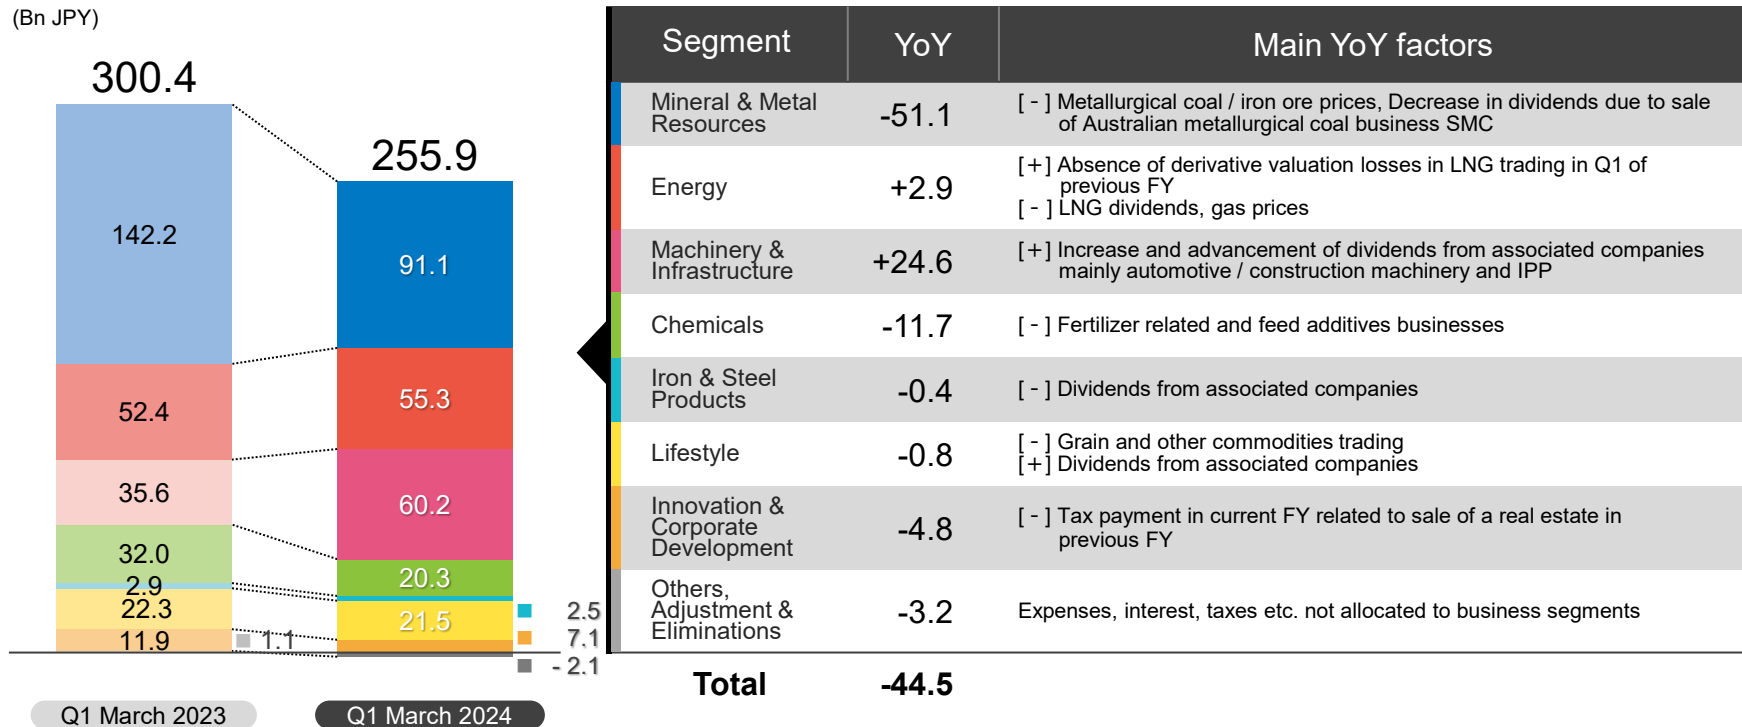 (Bn JPY)
300.4
142.2
52.4
35.6
32.0
2.9
22.3
11.9
1.1
Q1 March 2023
255.9
91.1
55.3
60.2
20.3
21.5
2.5
7.1
- 2.1
Q1 March 2024
Segment YoY Main YoY factors
Mineral & Metal
Resources
-51.1
[ - ] Metallurgical coal / iron ore prices, Decrease in dividends due to sale
of Australian metallurgical coal business SMC
Energy
+2.9
[+] Absence of derivative valuation losses in LNG trading in Q1 of
previous FY
[ - ] LNG dividends, gas prices
Machinery &
Infrastructure
+24.6
[+] Increase and advancement of dividends from associated companies
mainly automotive / construction machinery and IPP
Chemicals
-11.7
[ - ] Fertilizer related and feed additives businesses
Iron & Steel
Products
-0.4
[ - ] Dividends from associated companies
Lifestyle
-0.8
[ - ] Grain and other commodities trading
[+] Dividends from associated companies
Innovation &
Corporate
Development
-4.8
[ - ] Tax payment in current FY related to sale of a real estate in
previous FY
Others,
Adjustment &
Eliminations
-3.2
Expenses, interest, taxes etc. not allocated to business segments
Total -44.5